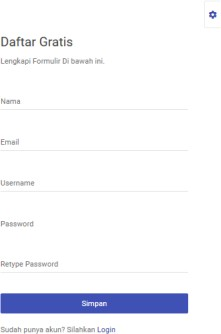 Daftar Gratis
Lengkapi Formulir Di bawah ini.
Nama
Email
Username
Password
Retype Password
Simpan
Sudah punya akun? Silahkan Login